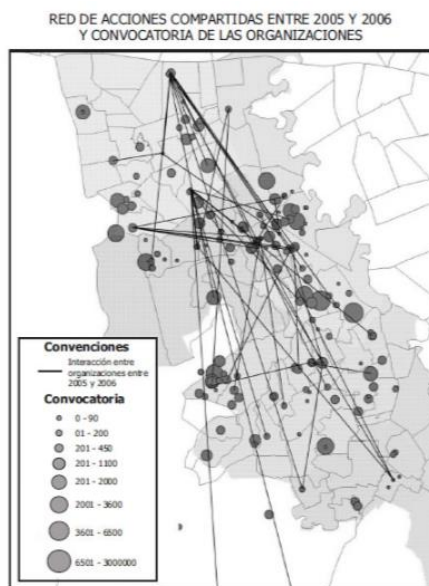 RED DE ACCIONES COMPARTIDAS ENTRE 2005 Y 2006
Y CONVOCATORIA DE LAS ORGANIZACIONES
Convenciones
Interacción entre
organizaciones entre
2005 y 2006
Convocatoria
0 - 90
01 - 200
201 - 450
201 - 1100
201 - 2000
2001 - 3600
3601 - 6500
6501 - 3000000